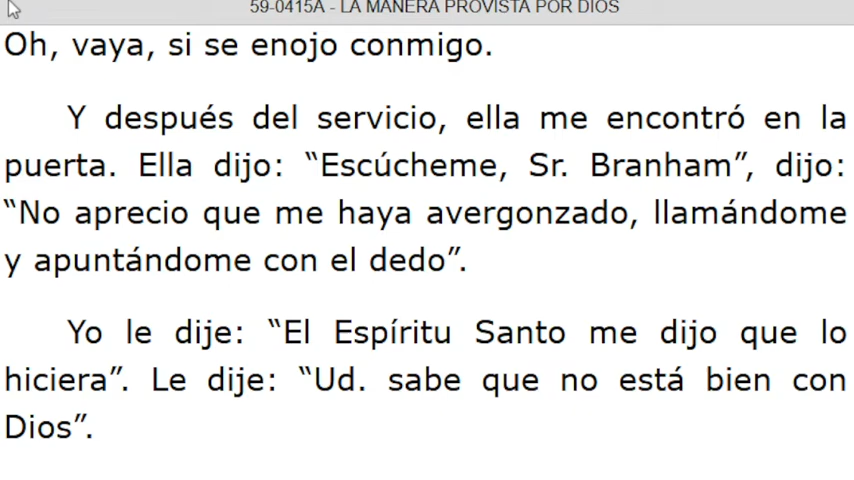 59-0415A - LA MANERA PROVISTA POR DIOS
Oh, vaya, si se enojo conmigo.
Y después del servicio, ella me encontró en la
puerta. Ella dijo: “Escúcheme, Sr. Branham”, dijo:
“No aprecio que me haya avergonzado, llamándome
y apuntándome con el dedo”.
Yo le dije: “El Espíritu Santo me dijo que lo
hiciera”. Le dije: “Ud. sabe que no está bien con
Dios”.